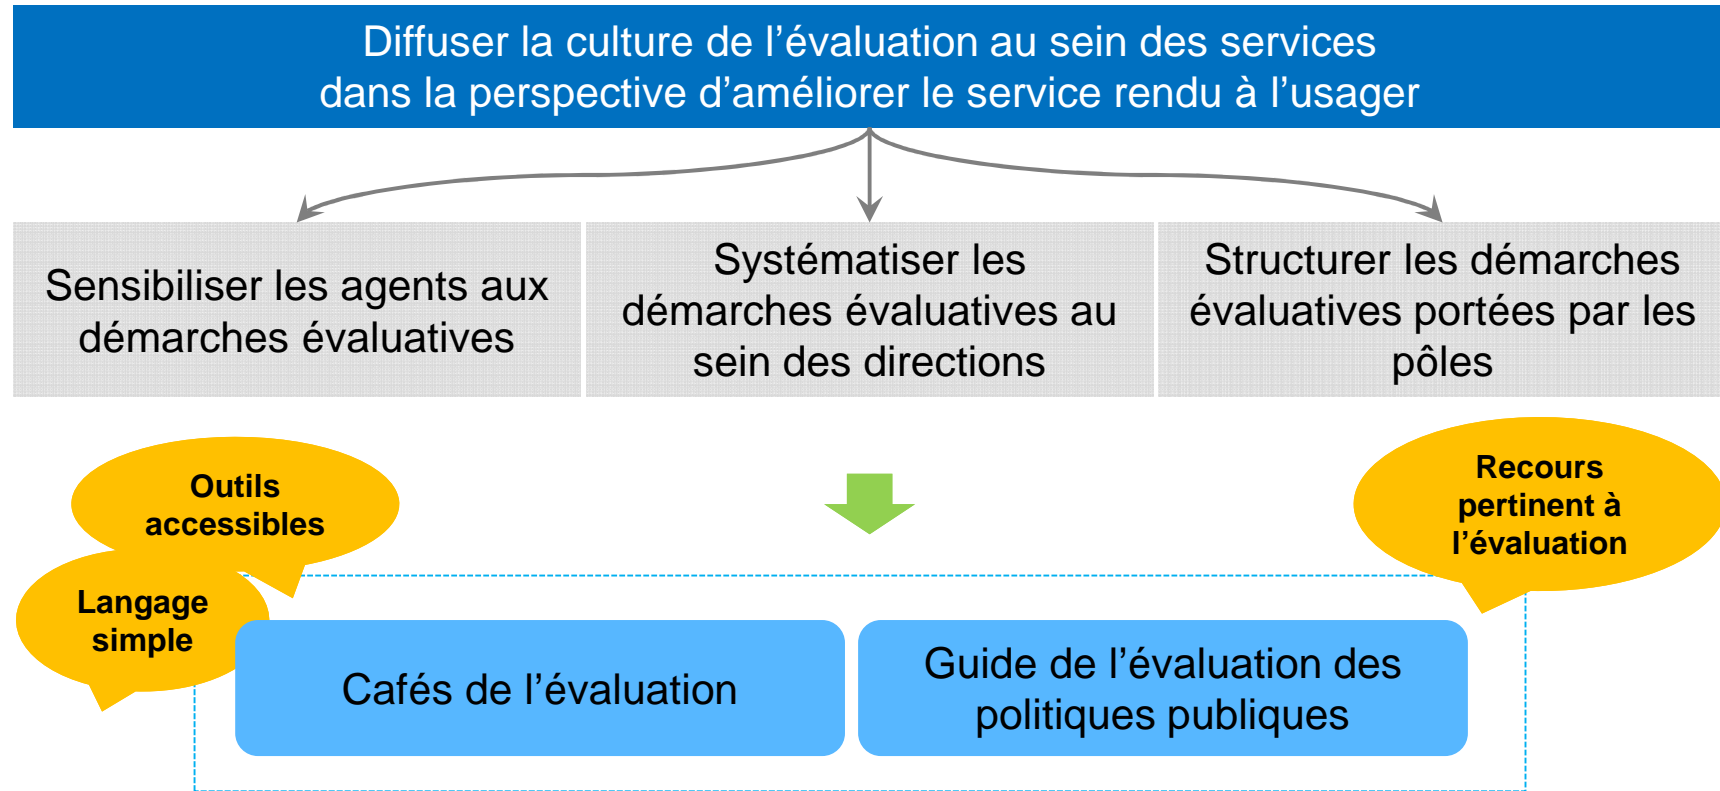 Diffuser la culture de l’évaluation au sein des services
dans la perspective d’améliorer le service rendu à l’usager
Sensibiliser les agents aux
démarches évaluatives
Systématiser les
démarches évaluatives au
sein des directions
Structurer les démarches
évaluatives portées par les
pôles
Outils
accessibles
Recours
pertinent à
l’évaluation
Langage
simple
Cafés de l’évaluation
Guide de l’évaluation des
politiques publiques